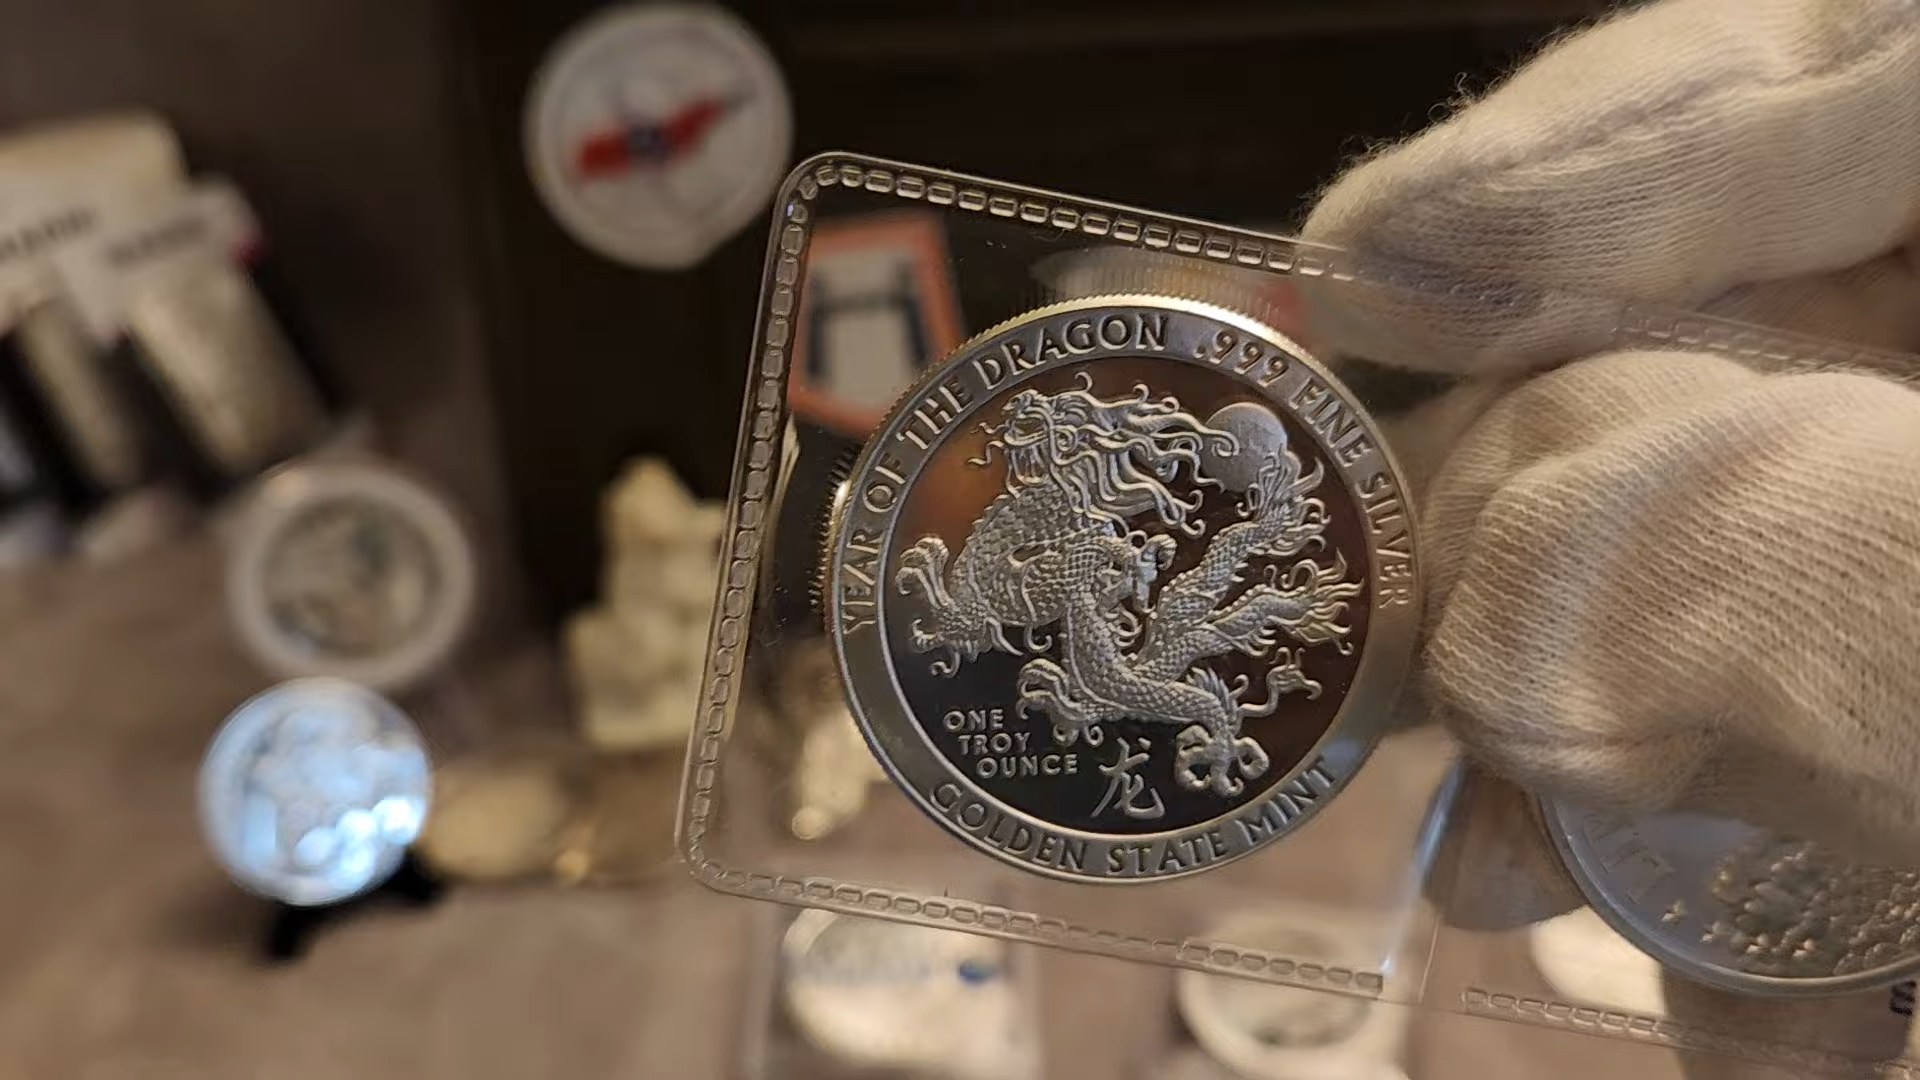 YEAR OF THE DRAGON .999 FINE SILVER
ONE
TROY
OUNCE
龙
GOLDEN STATE MINT